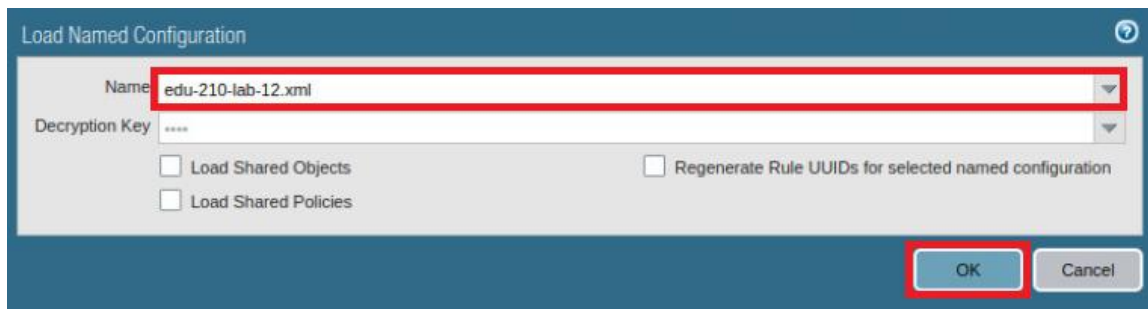 Load Named Configuration
Name edu-210-lab-12.xml
Decryption Key ****
Load Shared Objects Regenerate Rule UUIDs for selected named configuration
Load Shared Policies
OK Cancel